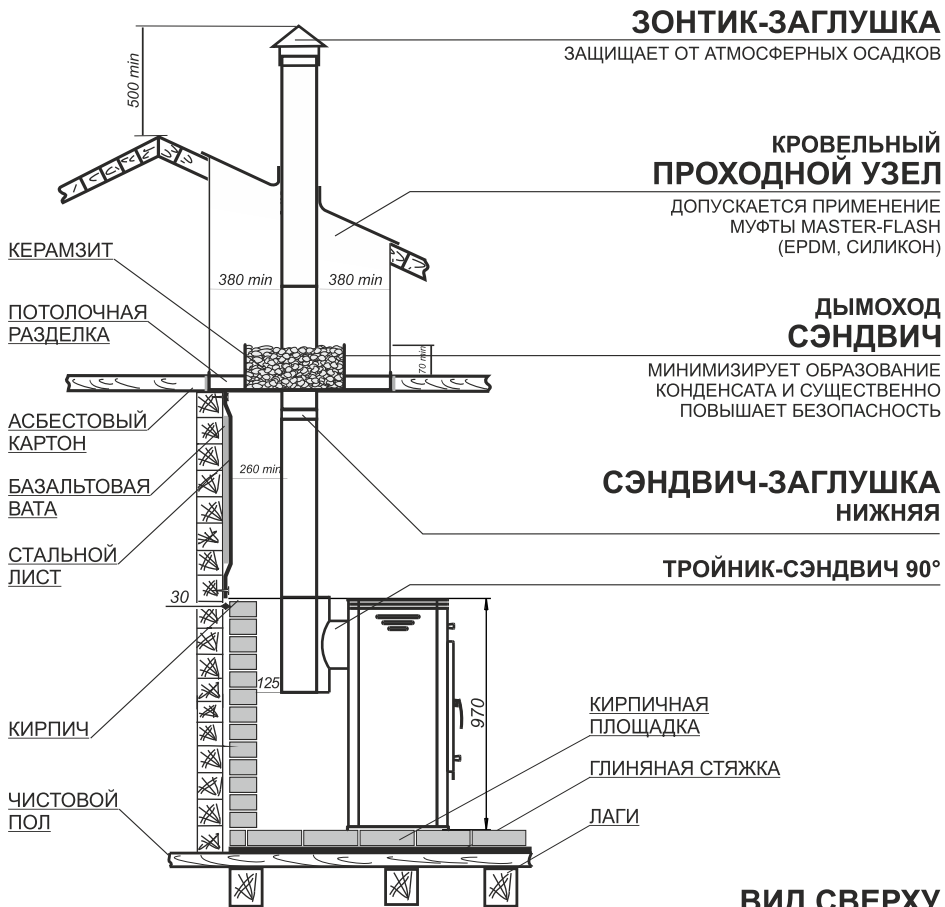 ЗОНТИК-ЗАГЛУШКА
ЗАЩИЩАЕТ ОТ АТМОСФЕРНЫХ ОСАДКОВ
500 min
КРОВЕЛЬНЫЙ
ПРОХОДНОЙ УЗЕЛ
ДОПУСКАЕТСЯ ПРИМЕНЕНИЕ
МУФТЫ MASTER-FLASH
(EPDM, СИЛИКОН)
КЕРАМЗИТ
380 min
380 min
ПОТОЛОЧНАЯ
РАЗДЕЛКА
ДЫМОХОД
СЭНДВИЧ
70 min
МИНИМИЗИРУЕТ ОБРАЗОВАНИЕ
КОНДЕНСАТА И СУЩЕСТВЕННО
ПОВЫШАЕТ БЕЗОПАСНОСТЬ
АСБЕСТОВЫЙ
КАРТОН
260 min
БАЗАЛЬТОВАЯ
ВАТА
СЭНДВИЧ-ЗАГЛУШКА
НИЖНЯЯ
СТАЛЬНОЙ
ЛИСТ
ТРОЙНИК-СЭНДВИЧ 90°
30
125
970
КИРПИЧ
КИРПИЧНАЯ
ПЛОЩАДКА
ГЛИНЯНАЯ СТЯЖКА
ЧИСТОВОЙ
ПОЛ
ЛАГИ
ВИД СВЕРХУ